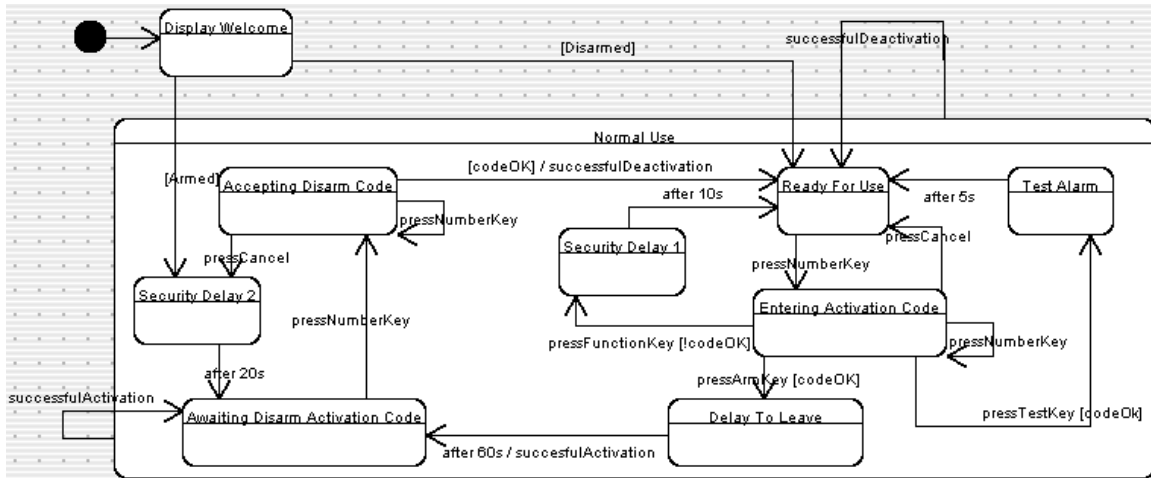 Display Welcome
[Disarmed]
successfulDeactivation
Normal Use
[Armed]
Accepting Disarm Code
[codeOK] / successfulDeactivation
Ready For Use
Test Alarm
after 10s
after 5s
pressNumberKey
pressCancel
Security Delay 1
pressCancel
pressNumberKey
Security Delay 2
Entering Activation Code
pressNumberKey
pressFunctionKey [!codeOK]
pressNumberKey
after 20s
pressArmKey [codeOK]
successfulActivation
Awaiting Disarm Activation Code
Delay To Leave
pressTestKey [codeOk]
after 60s / succesfulActivation